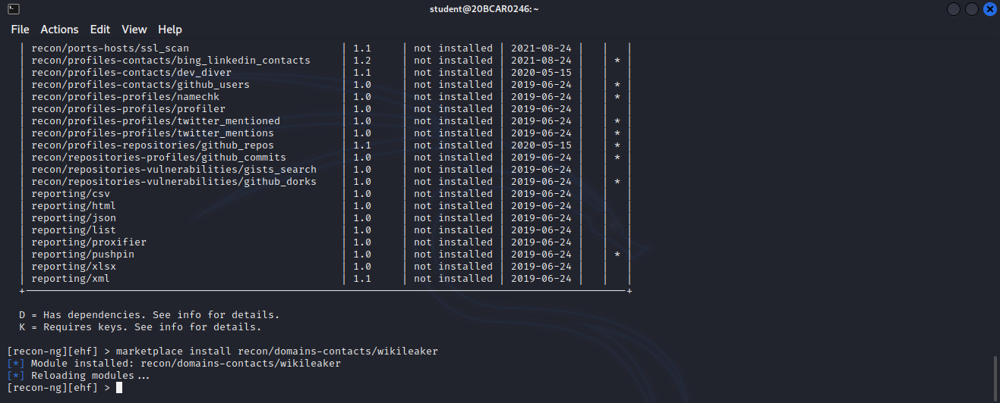 student@20BCAR0246: ~
File Actions Edit View Help
| recon/ports-hosts/ssl_scan | 1.1 | not installed | 2021-08-24 | | |
| recon/profiles-contacts/bing_linkedin_contacts | 1.2 | not installed | 2021-08-24 | | * |
| recon/profiles-contacts/dev_diver | 1.1 | not installed | 2020-05-15 | | |
| recon/profiles-contacts/github_users | 1.0 | not installed | 2019-06-24 | | * |
| recon/profiles-profiles/namechk | 1.0 | not installed | 2019-06-24 | | * |
| recon/profiles-profiles/profiler | 1.0 | not installed | 2019-06-24 | | |
| recon/profiles-profiles/twitter_mentioned | 1.0 | not installed | 2019-06-24 | | * |
| recon/profiles-profiles/twitter_mentions | 1.0 | not installed | 2019-06-24 | | * |
| recon/profiles-repositories/github_repos | 1.1 | not installed | 2020-05-15 | | * |
| recon/repositories-profiles/github_commits | 1.0 | not installed | 2019-06-24 | | * |
| recon/repositories-vulnerabilities/gists_search | 1.0 | not installed | 2019-06-24 | | |
| recon/repositories-vulnerabilities/github_dorks | 1.0 | not installed | 2019-06-24 | | * |
| reporting/csv | 1.0 | not installed | 2019-06-24 | | |
| reporting/html | 1.0 | not installed | 2019-06-24 | | |
| reporting/json | 1.0 | not installed | 2019-06-24 | | |
| reporting/list | 1.0 | not installed | 2019-06-24 | | |
| reporting/proxifier | 1.0 | not installed | 2019-06-24 | | |
| reporting/pushpin | 1.0 | not installed | 2019-06-24 | | * |
| reporting/xlsx | 1.0 | not installed | 2019-06-24 | | |
| reporting/xml | 1.1 | not installed | 2019-06-24 | | |
D = Has dependencies. See info for details.
K = Requires keys. See info for details.
[recon-ng][ehf] > marketplace install recon/domains-contacts/wikileaker
[*] Module installed: recon/domains-contacts/wikileaker
[*] Reloading modules...
[recon-ng][ehf] >